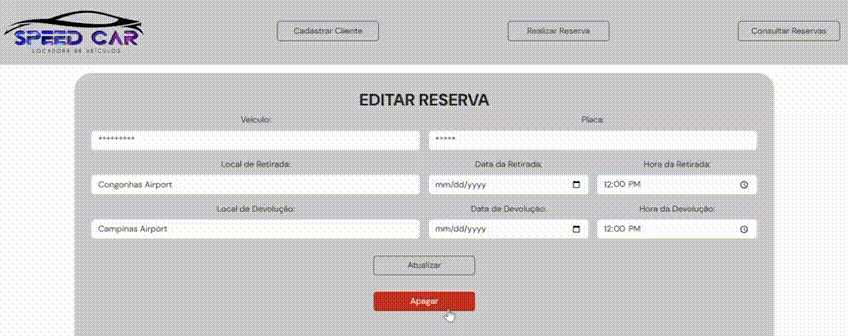 SPEED CAR
LOCADORA DE VEÍCULOS
Cadastrar Cliente
Realizar Reserva
Consultar Reservas
EDITAR RESERVA
Veículo: Placa:
********* *****
Local de Retirada: Data da Retirada: Hora da Retirada:
Congonhas Airport mm/dd/yyyy 12:00 PM
Local de Devolução: Data de Devolução: Hora da Devolução:
Campinas Airport mm/dd/yyyy 12:00 PM
Atualizar
Apagar